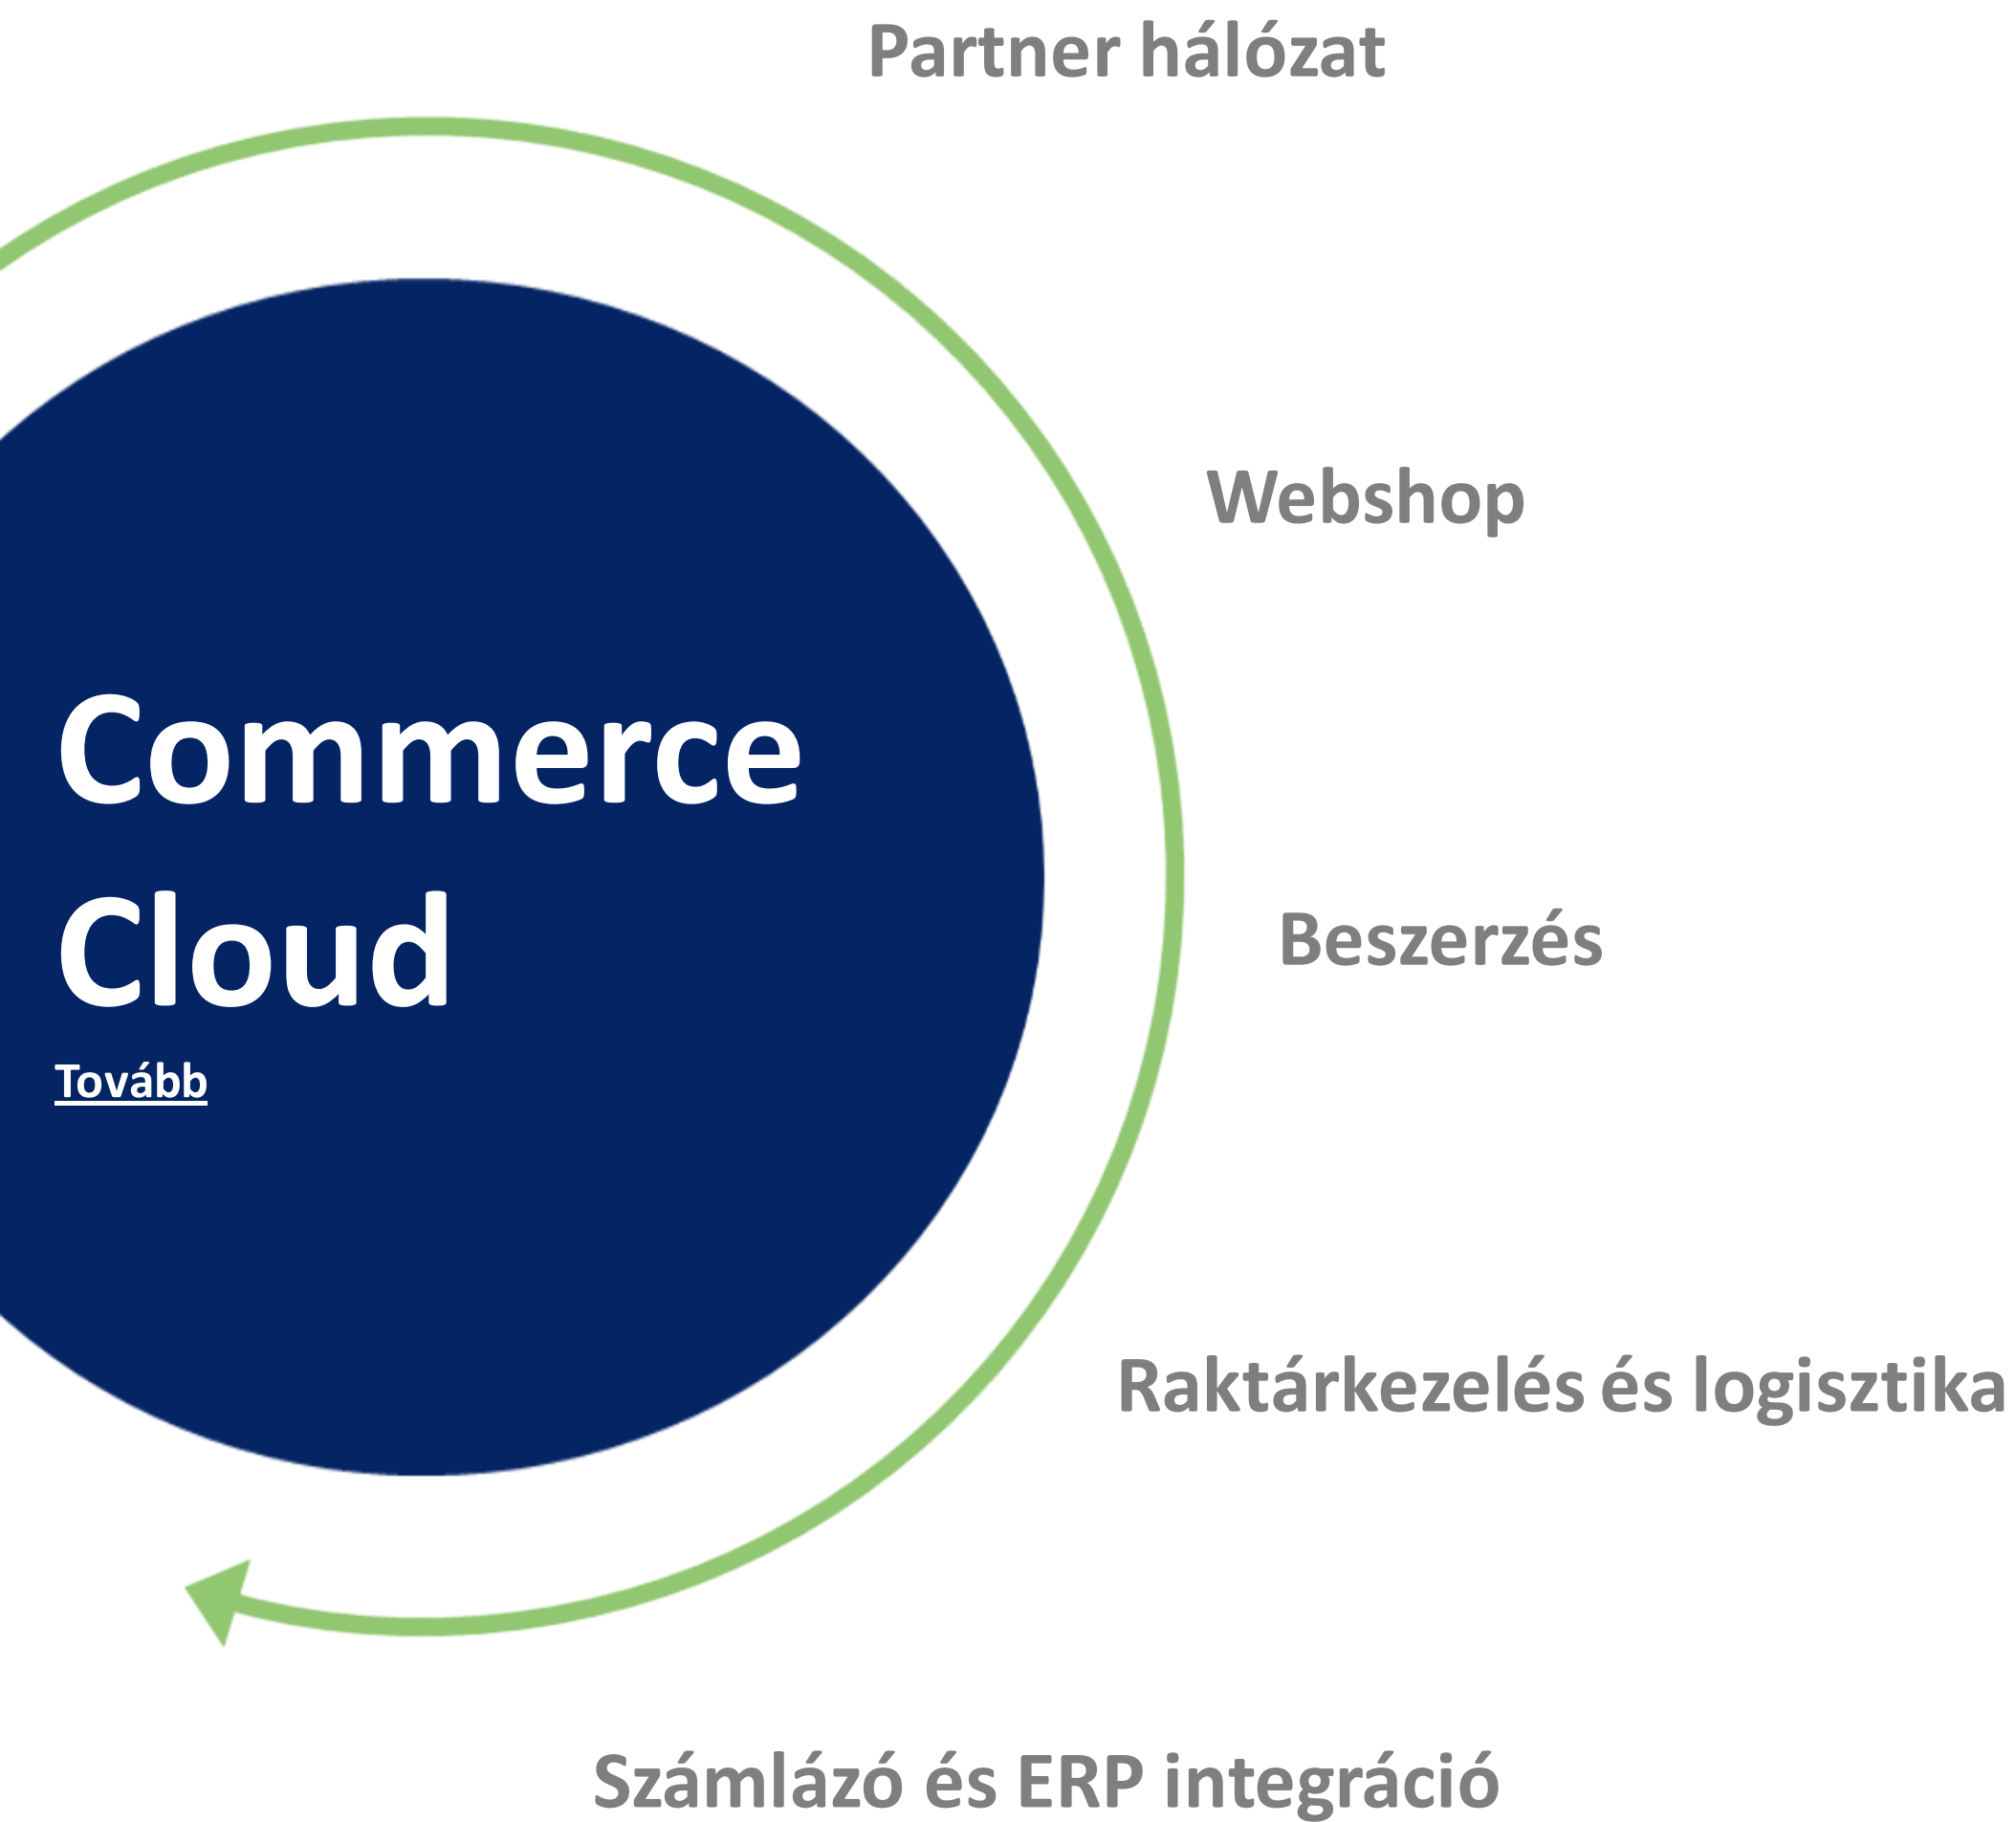 Partner hálózat
Webshop
Commerce
Cloud
Tovább
Beszerzés
Raktárkezelés és logisztika
Számlázó és ERP integráció